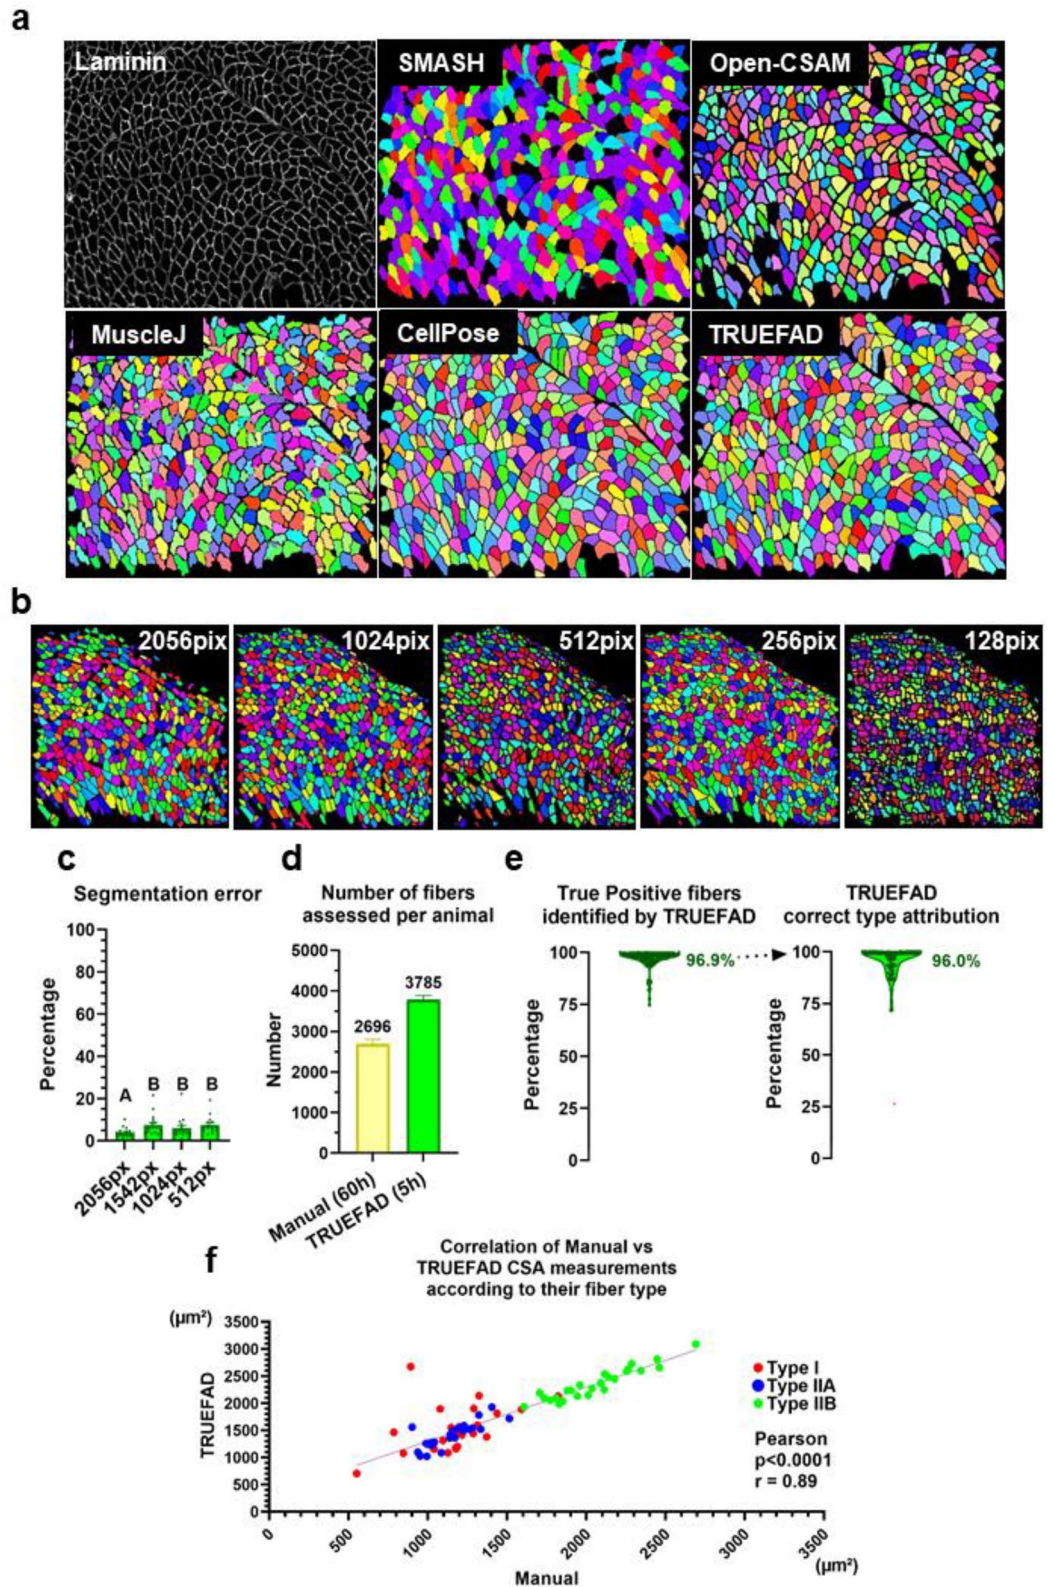 a
Laminin
SMASH
Open-CSAM
MuscleJ
CellPose
TRUEFAD
b
2056pix
1024pix
512pix
256pix
128pix
c
Segmentation error
Percentage
100
80
60
40
20
0
A
B
B
B
2056px
1542px
1024px
512px
d
Number of fibers
assessed per animal
Number
5000
4000
3000
2000
1000
0
2696
3785
Manual (60h)
TRUEFAD (5h)
e
True Positive fibers
identified by TRUEFAD
Percentage
100
75
50
25
0
96.9%
TRUEFAD
correct type attribution
Percentage
100
75
50
25
0
96.0%
f
Correlation of Manual vs
TRUEFAD CSA measurements
according to their fiber type
(µm²)
TRUEFAD
3500
3000
2500
2000
1500
1000
500
0
0
500
1000
1500
2000
2500
3000
3500
(µm²)
Manual
Type I
Type IIA
Type IIB
Pearson
p<0.0001
r = 0.89